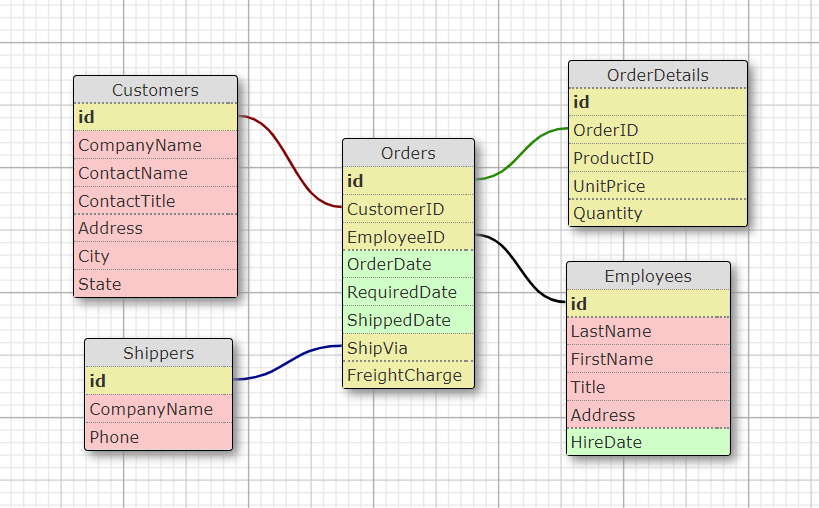 Customers
id
CompanyName
ContactName
ContactTitle
Address
City
State
Shippers
id
CompanyName
Phone
Orders
id
CustomerID
EmployeeID
OrderDate
RequiredDate
ShippedDate
ShipVia
FreightCharge
OrderDetails
id
OrderID
ProductID
UnitPrice
Quantity
Employees
id
LastName
FirstName
Title
Address
HireDate